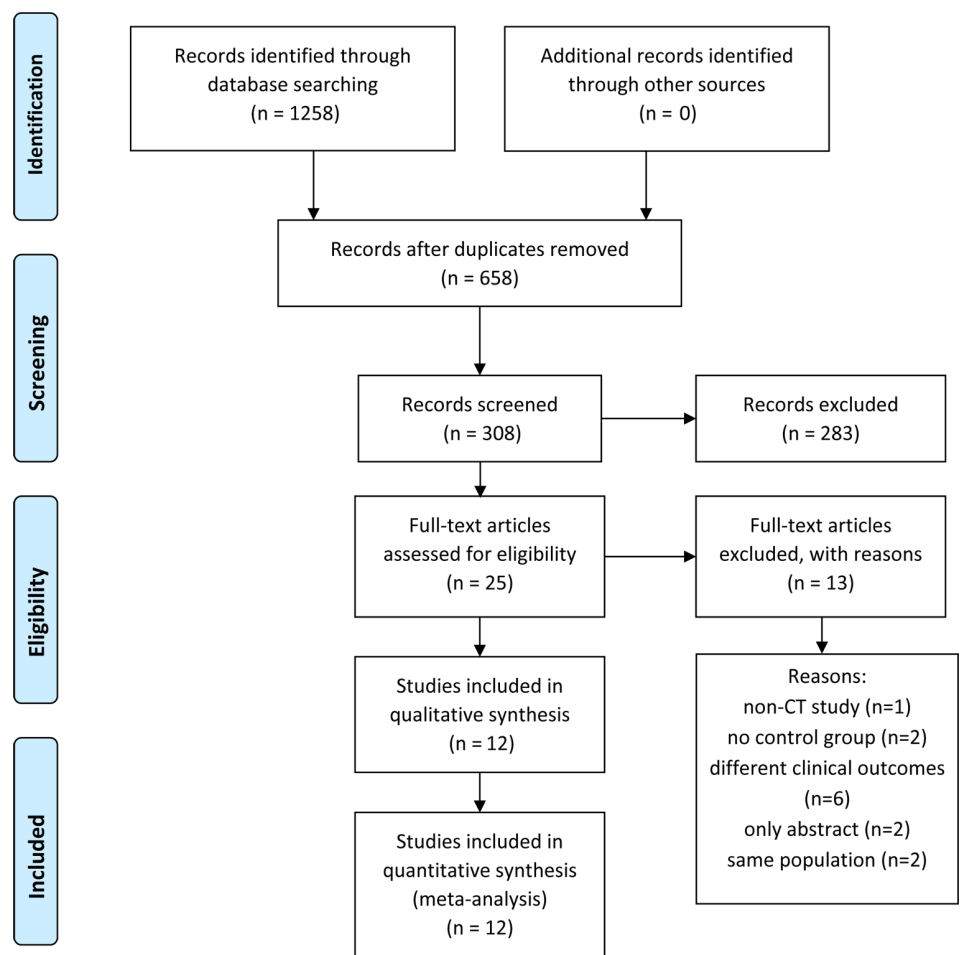 Identification
Records identified through
database searching
(n = 1258)
Additional records identified
through other sources
(n = 0)
Records after duplicates removed
(n = 658)
Screening
Records screened
(n = 308)
Records excluded
(n = 283)
Eligibility
Full-text articles
assessed for eligibility
(n = 25)
Full-text articles
excluded, with reasons
(n = 13)
Reasons:
non-CT study (n=1)
no control group (n=2)
different clinical outcomes
(n=6)
only abstract (n=2)
same population (n=2)
Studies included in
qualitative synthesis
(n = 12)
Included
Studies included in
quantitative synthesis
(meta-analysis)
(n = 12)